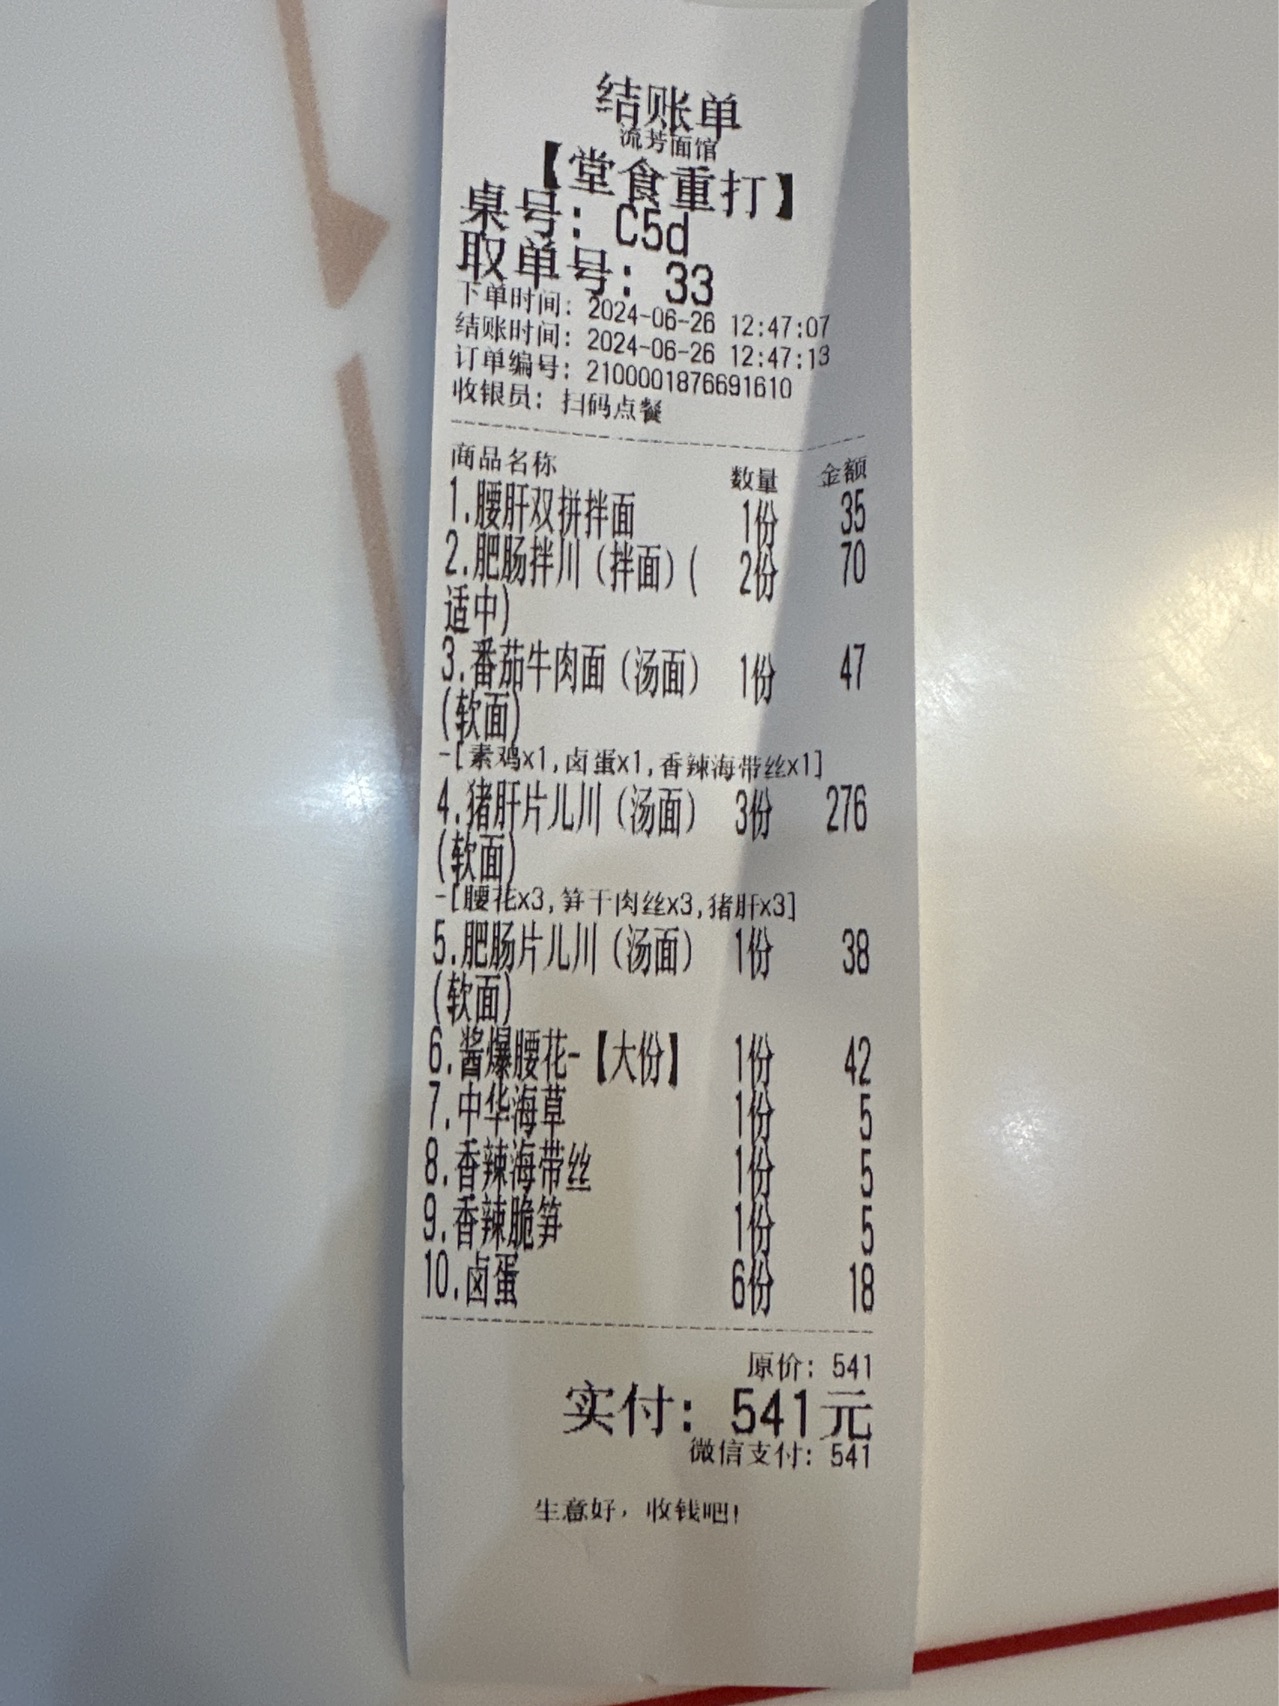 结账单
流芳面馆
【堂食重打】
桌号：C5d
取单号：33
下单时间：2024-06-26 12:47:07
结账时间：2024-06-26 12:47:13
订单编号：2100001876691610
收银员：扫码点餐
商品名称 数量 金额
1.腰肝双拼拌面 1份 35
2.肥肠拌川（拌面）( 2份 70
适中)
3.番茄牛肉面（汤面） 1份 47
(软面)
-[素鸡x1,卤蛋x1,香辣海带丝x1]
4.猪肝片儿川（汤面） 3份 276
(软面)
-[腰花x3,笋干肉丝x3,猪肝x3]
5.肥肠片儿川（汤面） 1份 38
(软面)
6.酱爆腰花-【大份】 1份 42
7.中华海草 1份 5
8.香辣海带丝 1份 5
9.香辣脆笋 1份 5
10.卤蛋 6份 18
原价：541
实付：541元
微信支付：541
生意好，收钱吧！